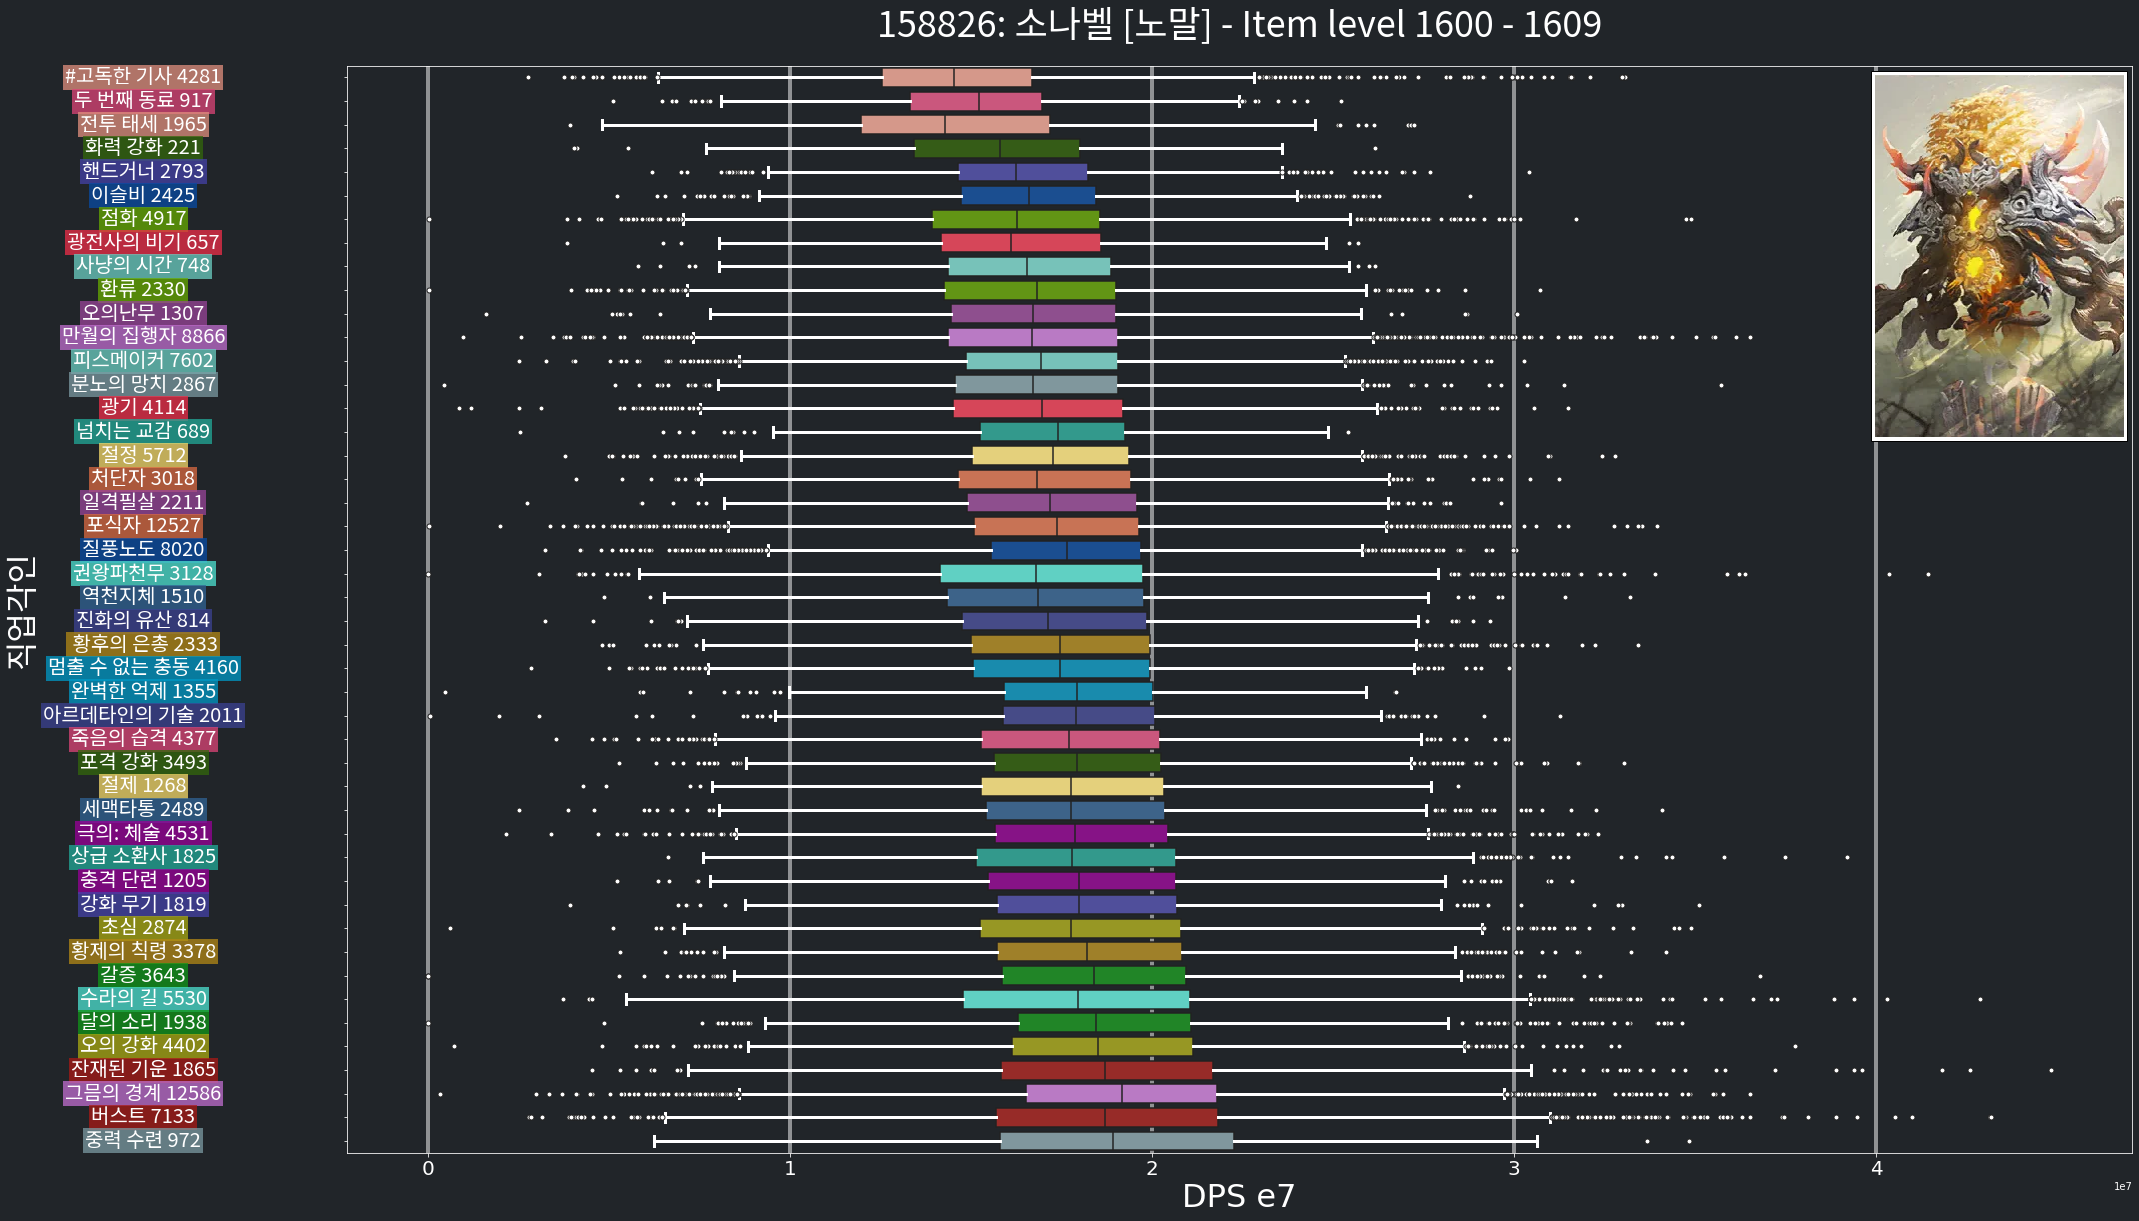 158826: 소나벨 [노말] - Item level 1600 - 1609
#고독한 기사 4281
두 번째 동료 917
전투 태세 1965
화력 강화 221
핸드거너 2793
이슬비 2425
점화 4917
광전사의 비기 657
사냥의 시간 748
환류 2330
오의난무 1307
만월의 집행자 8866
피스메이커 7602
분노의 망치 2867
광기 4114
넘치는 교감 689
절정 5712
처단자 3018
일격필살 2211
포식자 12527
질풍노도 8020
권왕파천무 3128
역천지체 1510
진화의 유산 814
황후의 은총 2333
멈출 수 없는 충동 4160
완벽한 억제 1355
아르데타인의 기술 2011
죽음의 습격 4377
포격 강화 3493
절제 1268
세맥타통 2489
극의: 체술 4531
상급 소환사 1825
충격 단련 1205
강화 무기 1819
초심 2874
황제의 칙령 3378
갈증 3643
수라의 길 5530
달의 소리 1938
오의 강화 4402
잔재된 기운 1865
그믐의 경계 12586
버스트 7133
중력 수련 972
직업각인
0 1 2 3 4
DPS e7
1e7